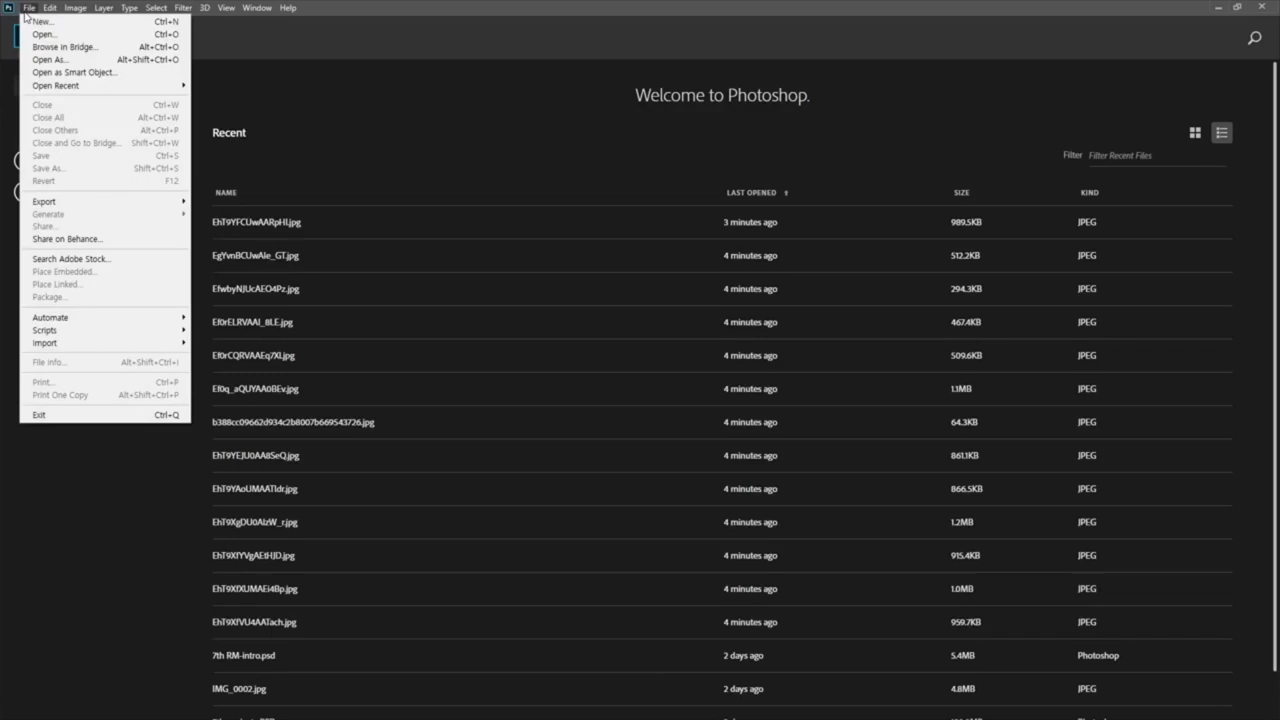 Ps File Edit Image Layer Type Select Filter 3D View Window Help
New... Ctrl+N
Open... Ctrl+O
Browse in Bridge... Alt+Ctrl+O
Open As... Alt+Shift+Ctrl+O
Open as Smart Object...
Open Recent
Close Ctrl+W
Close All Alt+Ctrl+W
Close Others Alt+Ctrl+P
Close and Go to Bridge... Shift+Ctrl+W
Save Ctrl+S
Save As... Shift+Ctrl+S
Revert F12
Export
Generate
Share...
Share on Behance...
Search Adobe Stock...
Place Embedded...
Place Linked...
Package...
Automate
Scripts
Import
File Info... Alt+Shift+Ctrl+I
Print... Ctrl+P
Print One Copy Alt+Shift+Ctrl+P
Exit Ctrl+Q
Welcome to Photoshop.
Recent
Filter Filter Recent Files
NAME LAST OPENED SIZE KIND
EhT9YFCUwAARpHI.jpg 3 minutes ago 989.5KB JPEG
EgYvnBCUwAIe_GT.jpg 4 minutes ago 512.2KB JPEG
EfwbyNJUcAEO4Pz.jpg 4 minutes ago 294.3KB JPEG
Ef0rELRVAAI_8LE.jpg 4 minutes ago 467.4KB JPEG
Ef0rCQRVAAEq7Xl.jpg 4 minutes ago 509.6KB JPEG
Ef0q_aQUYAA0BEv.jpg 4 minutes ago 1.1MB JPEG
b388cc09662d934c2b8007b669543726.jpg 4 minutes ago 64.3KB JPEG
EhT9YEJU0AA8SeQ.jpg 4 minutes ago 861.1KB JPEG
EhT9YAoUMAATldr.jpg 4 minutes ago 866.5KB JPEG
EhT9XgDU0AIzW_r.jpg 4 minutes ago 1.2MB JPEG
EhT9XfYVgAEtHJD.jpg 4 minutes ago 915.4KB JPEG
EhT9XfXUMAEi4Bp.jpg 4 minutes ago 1.0MB JPEG
EhT9XfVU4AATach.jpg 4 minutes ago 959.7KB JPEG
7th RM-intro.psd 2 days ago 5.4MB Photoshop
IMG_0002.jpg 2 days ago 4.8MB JPEG